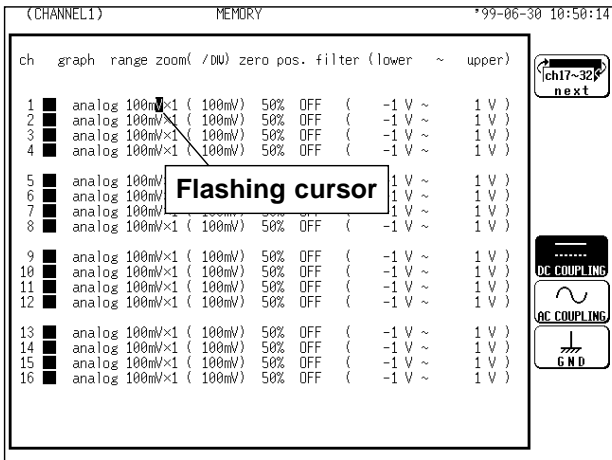 (CHANNEL1) MEMORY '99-06-30 10:50:14
ch graph range zoom( /DIV) zero pos. filter (lower ~ upper)
ch17~32
next
1 analog 100mV×1 ( 100mV) 50% OFF ( -1 V ~ 1 V )
2 analog 100mV×1 ( 100mV) 50% OFF ( -1 V ~ 1 V )
3 analog 100mV×1 ( 100mV) 50% OFF ( -1 V ~ 1 V )
4 analog 100mV×1 ( 100mV) 50% OFF ( -1 V ~ 1 V )
5 analog 100mV 1 V ~ 1 V )
6 analog 100mV 1 V ~ 1 V )
Flashing cursor
7 analog 100mV 1 V ~ 1 V )
8 analog 100mV×1 ( 100mV) 50% OFF ( -1 V ~ 1 V )
9 analog 100mV×1 ( 100mV) 50% OFF ( -1 V ~ 1 V )
10 analog 100mV×1 ( 100mV) 50% OFF ( -1 V ~ 1 V )
11 analog 100mV×1 ( 100mV) 50% OFF ( -1 V ~ 1 V )
12 analog 100mV×1 ( 100mV) 50% OFF ( -1 V ~ 1 V )
DC COUPLING
AC COUPLING
13 analog 100mV×1 ( 100mV) 50% OFF ( -1 V ~ 1 V )
14 analog 100mV×1 ( 100mV) 50% OFF ( -1 V ~ 1 V )
15 analog 100mV×1 ( 100mV) 50% OFF ( -1 V ~ 1 V )
16 analog 100mV×1 ( 100mV) 50% OFF ( -1 V ~ 1 V )
GND